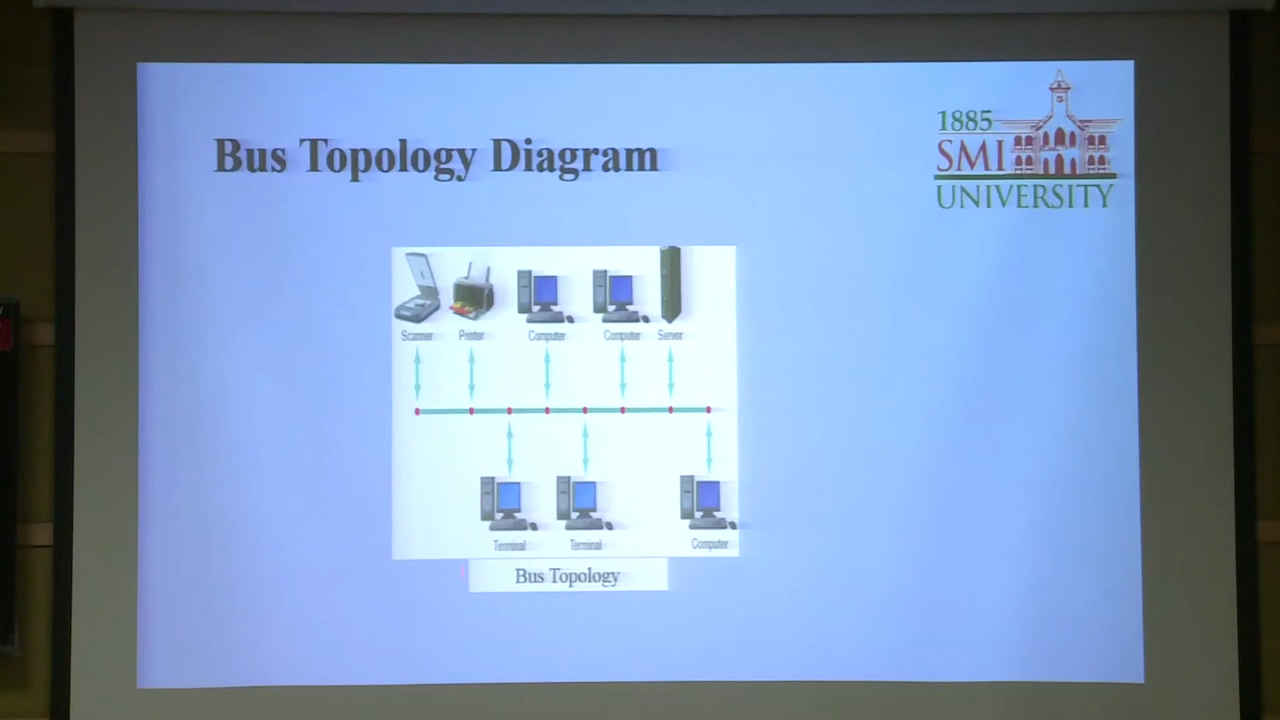 Bus Topology Diagram
1885
SMI
UNIVERSITY
Scanner Printer Computer Computer Server
Terminal Terminal Computer
Bus Topology